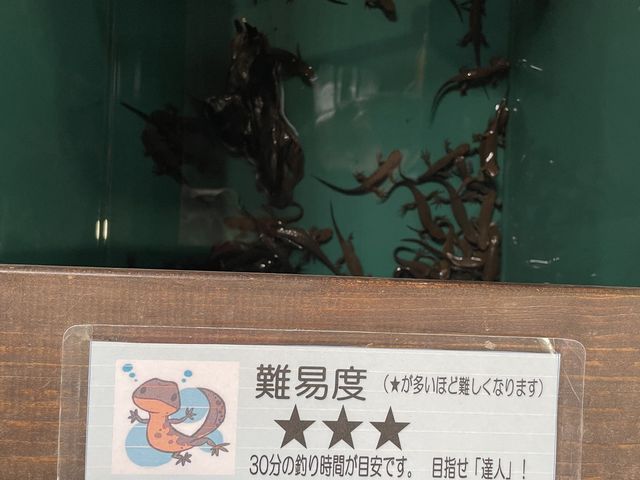 難易度（★が多いほど難しくなります）
★★★
30分の釣り時間が目安です。 目指せ「達人」！